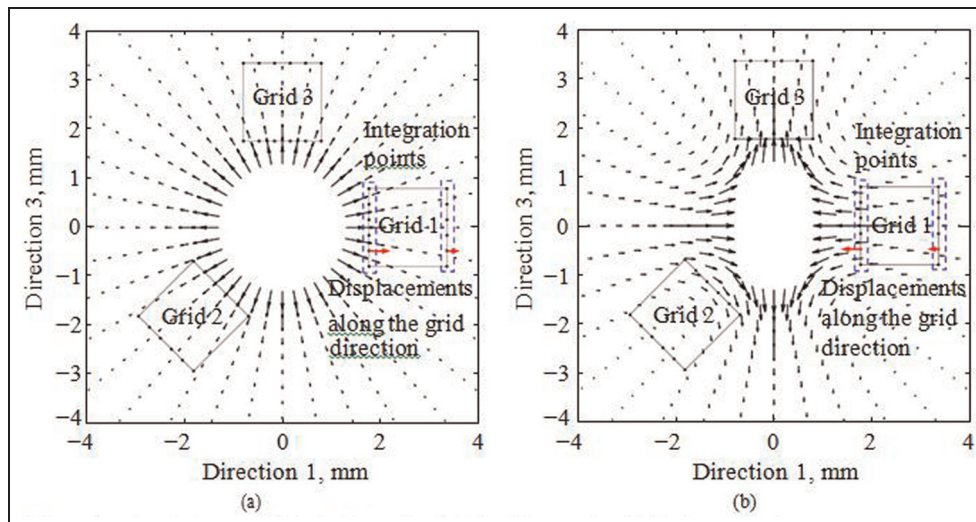 4
3
2
1
0
−1
−2
−3
−4
−4
−2
0
2
4
Direction 3, mm
Direction 1, mm
Grid 3
Integration
points
Grid 1
Grid 2
Displacements
along the grid
direction
(a)
4
3
2
1
0
−1
−2
−3
−4
−4
−2
0
2
4
Direction 3, mm
Direction 1, mm
Grid 3
Integration
points
Grid 1
Grid 2
Displacements
along the grid
direction
(b)